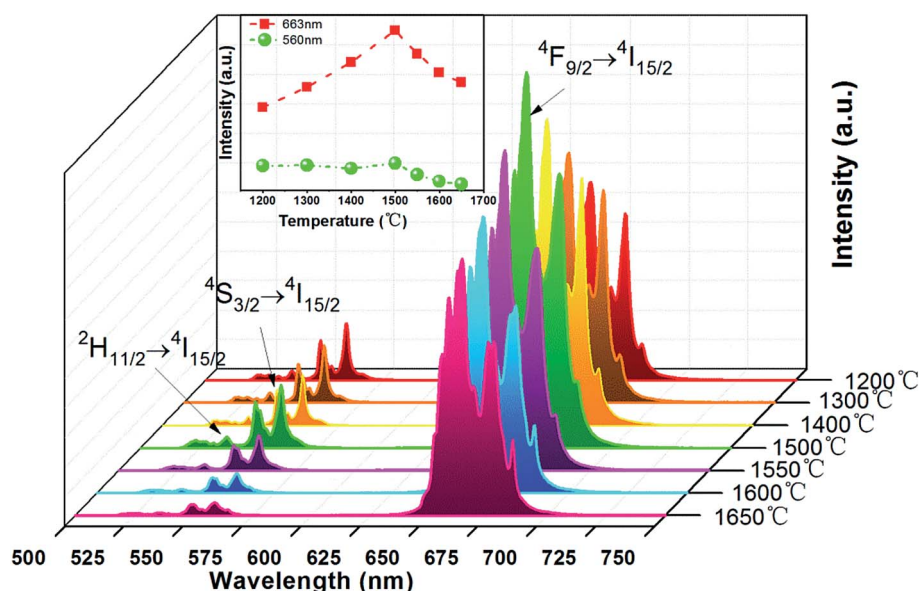 663nm
560nm
Intensity (a.u.)
1200 1300 1400 1500 1600 1700
Temperature (℃)
⁴F₉/₂→⁴I₁₅/₂
Intensity (a.u.)
⁴S₃/₂→⁴I₁₅/₂
²H₁₁/₂→⁴I₁₅/₂
1200℃
1300℃
1400℃
1500℃
1550℃
1600℃
1650℃
500 525 550 575 600 625 650 675 700 725 750
Wavelength (nm)